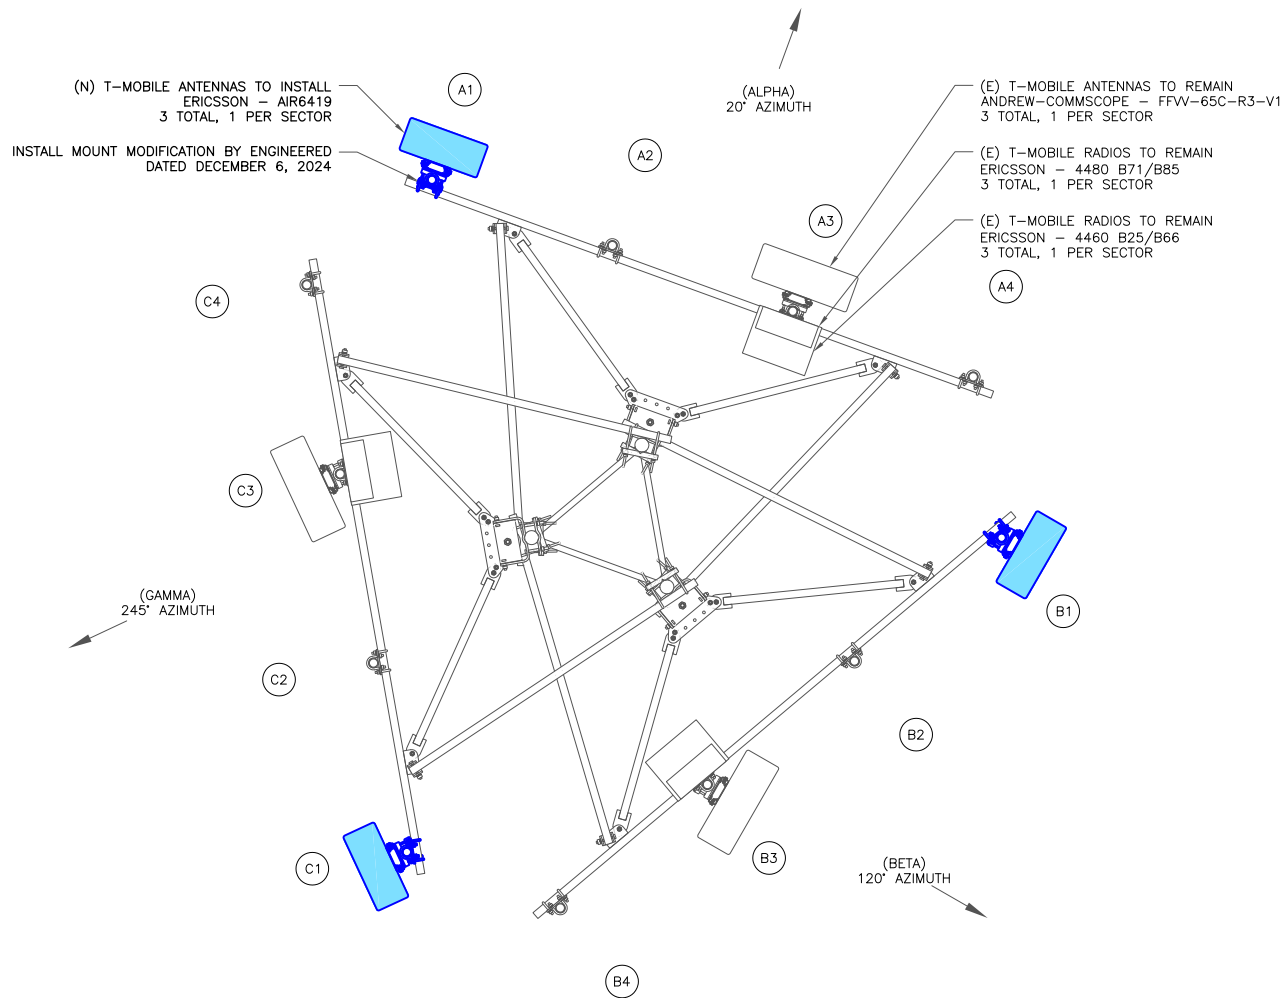 (N) T-MOBILE ANTENNAS TO INSTALL
ERICSSON - AIR6419
3 TOTAL, 1 PER SECTOR
INSTALL MOUNT MODIFICATION BY ENGINEERED
DATED DECEMBER 6, 2024
A1
A2
(ALPHA)
20° AZIMUTH
(E) T-MOBILE ANTENNAS TO REMAIN
ANDREW-COMMSCOPE - FFVV-65C-R3-V1
3 TOTAL, 1 PER SECTOR
(E) T-MOBILE RADIOS TO REMAIN
ERICSSON - 4480 B71/B85
3 TOTAL, 1 PER SECTOR
(E) T-MOBILE RADIOS TO REMAIN
ERICSSON - 4460 B25/B66
3 TOTAL, 1 PER SECTOR
A3
A4
C4
C3
(GAMMA)
245° AZIMUTH
C2
C1
B1
B2
B3
(BETA)
120° AZIMUTH
B4